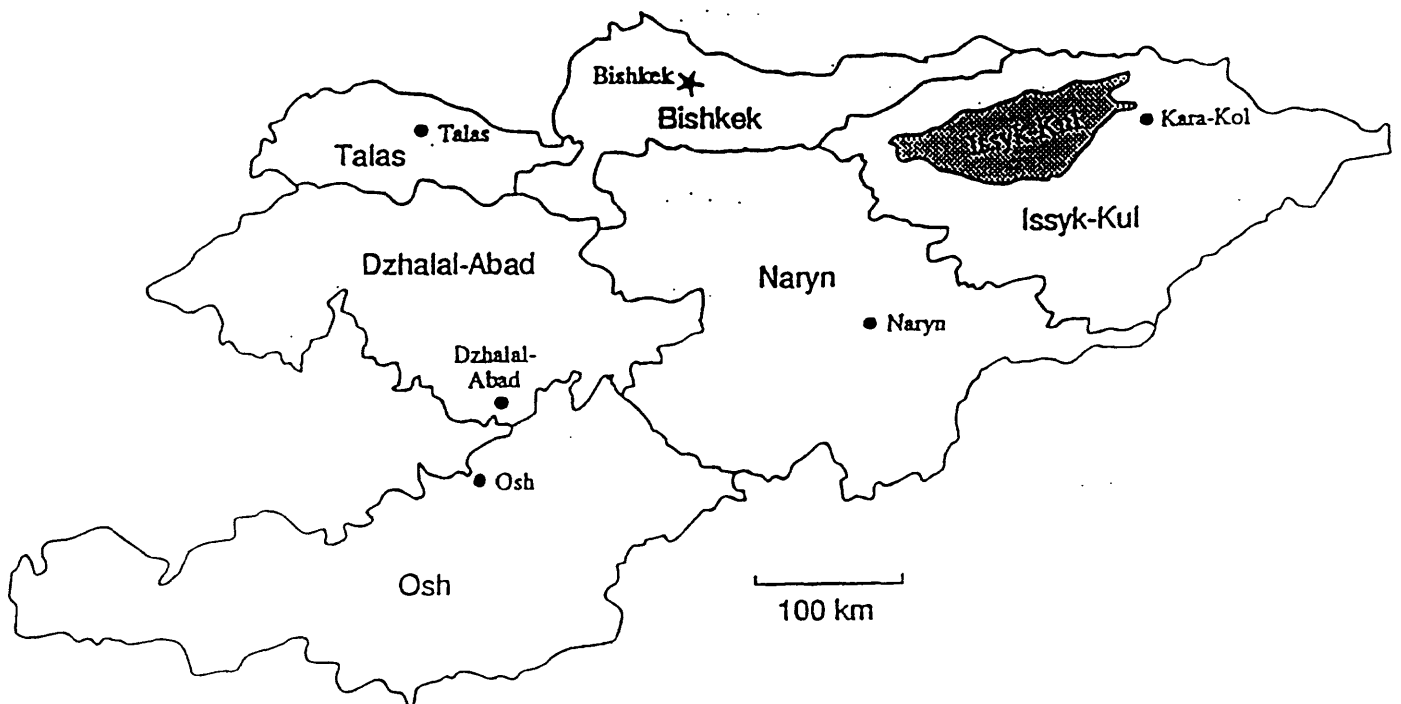 Bishkek
Bishkek
Talas
Talas
Issyk-Kul
Kara-Kol
Issyk-Kul
Dzhalal-Abad
Naryn
Naryn
Dzhalal-
Abad
Osh
Osh
100 km